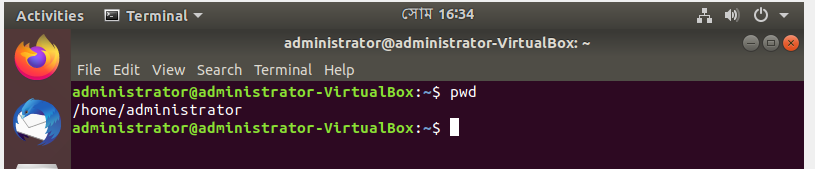 Activities Terminal সোম 16:34
administrator@administrator-VirtualBox: ~
File Edit View Search Terminal Help
administrator@administrator-VirtualBox:~$ pwd
/home/administrator
administrator@administrator-VirtualBox:~$